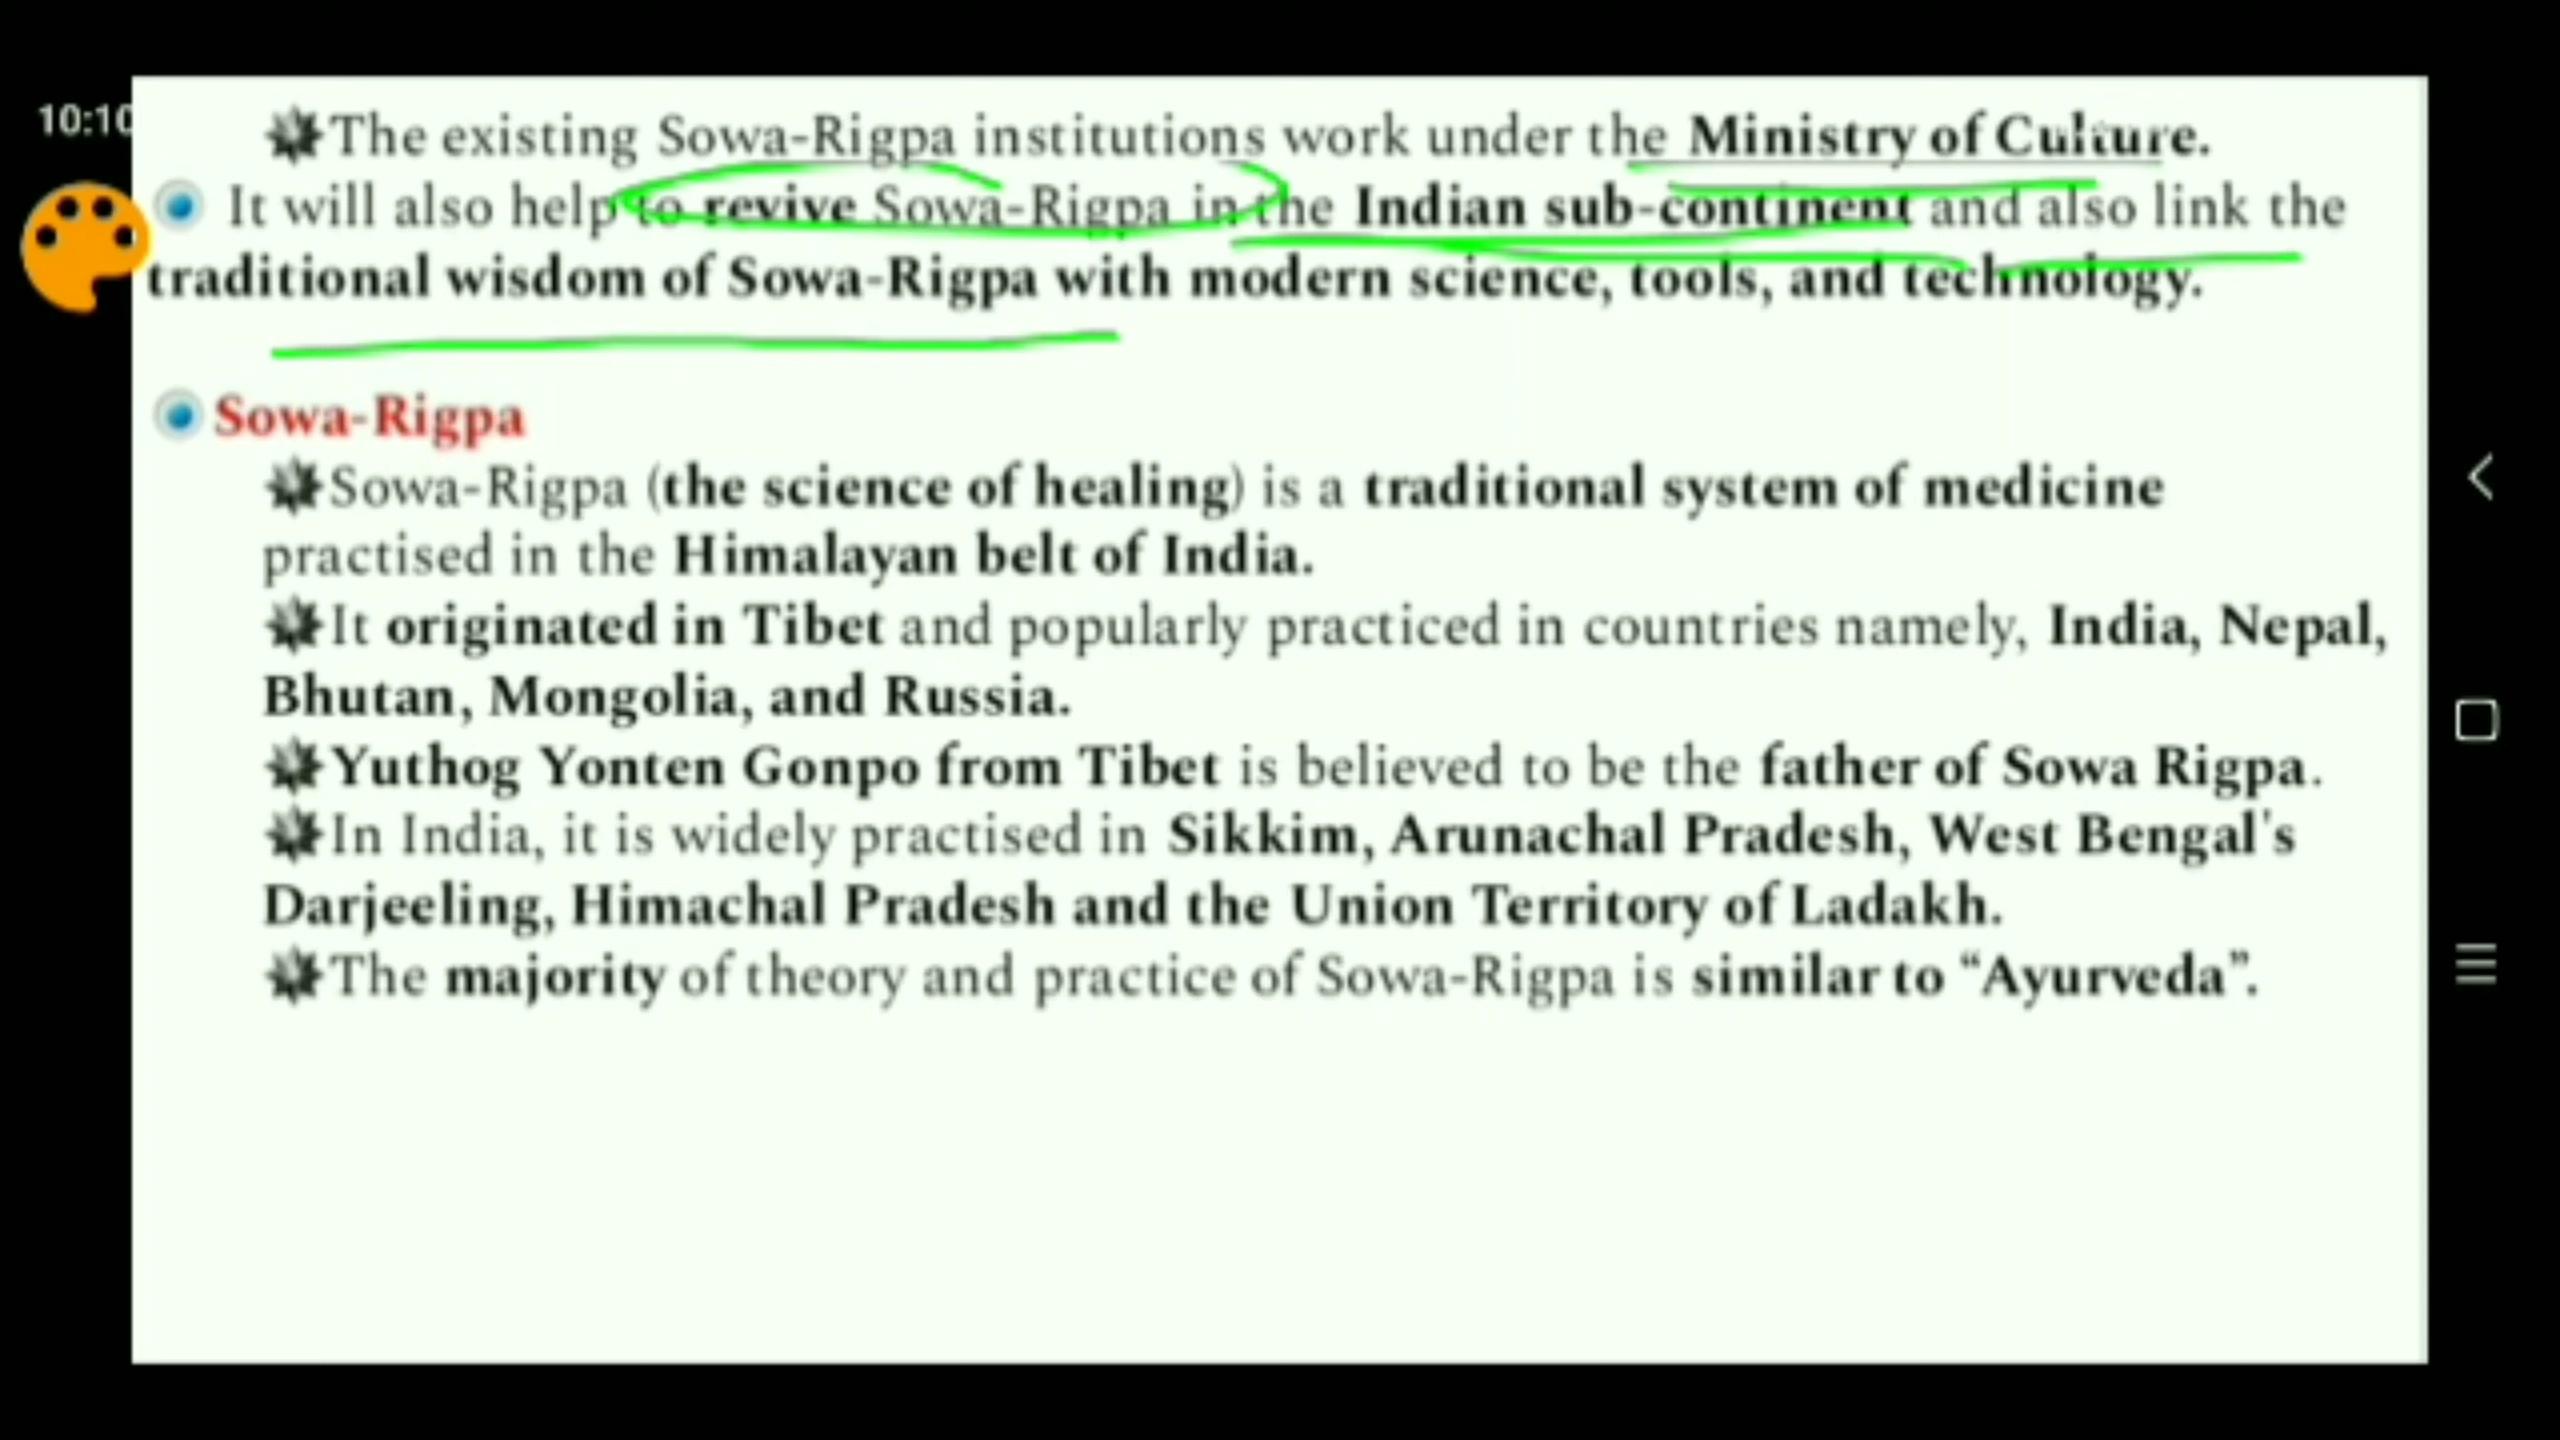 10:10
The existing Sowa-Rigpa institutions work under the Ministry of Culture.
It will also help to revive Sowa-Rigpa in the Indian sub-continent and also link the
traditional wisdom of Sowa-Rigpa with modern science, tools, and technology.
Sowa-Rigpa
Sowa-Rigpa (the science of healing) is a traditional system of medicine
practised in the Himalayan belt of India.
It originated in Tibet and popularly practiced in countries namely, India, Nepal,
Bhutan, Mongolia, and Russia.
Yuthog Yonten Gonpo from Tibet is believed to be the father of Sowa Rigpa.
In India, it is widely practised in Sikkim, Arunachal Pradesh, West Bengal's
Darjeeling, Himachal Pradesh and the Union Territory of Ladakh.
The majority of theory and practice of Sowa-Rigpa is similar to “Ayurveda”.